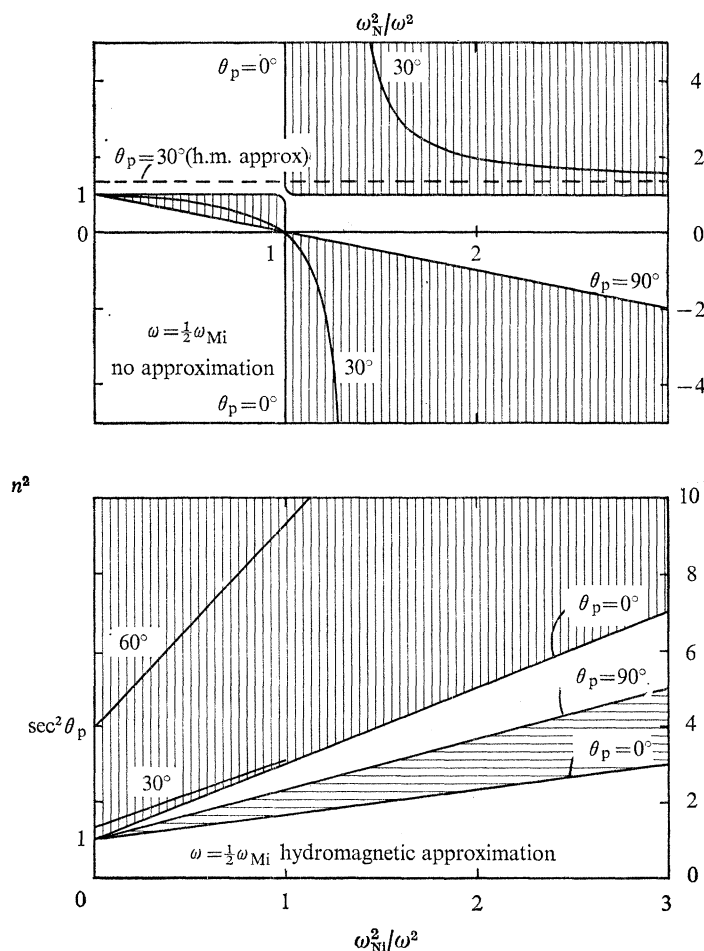 ω²_N/ω²
θ_p=0°
30°
4
2
θ_p=30°(h.m. approx)
1
0
1
2
0
θ_p=90°
−2
ω=½ω_Mi
no approximation
30°
θ_p=0°
−4
n²
10
θ_p=0°
8
60°
6
θ_p=90°
sec²θ_p
4
θ_p=0°
30°
2
1
ω=½ω_Mi hydromagnetic approximation
0
0
1
2
3
ω²_Ni/ω²